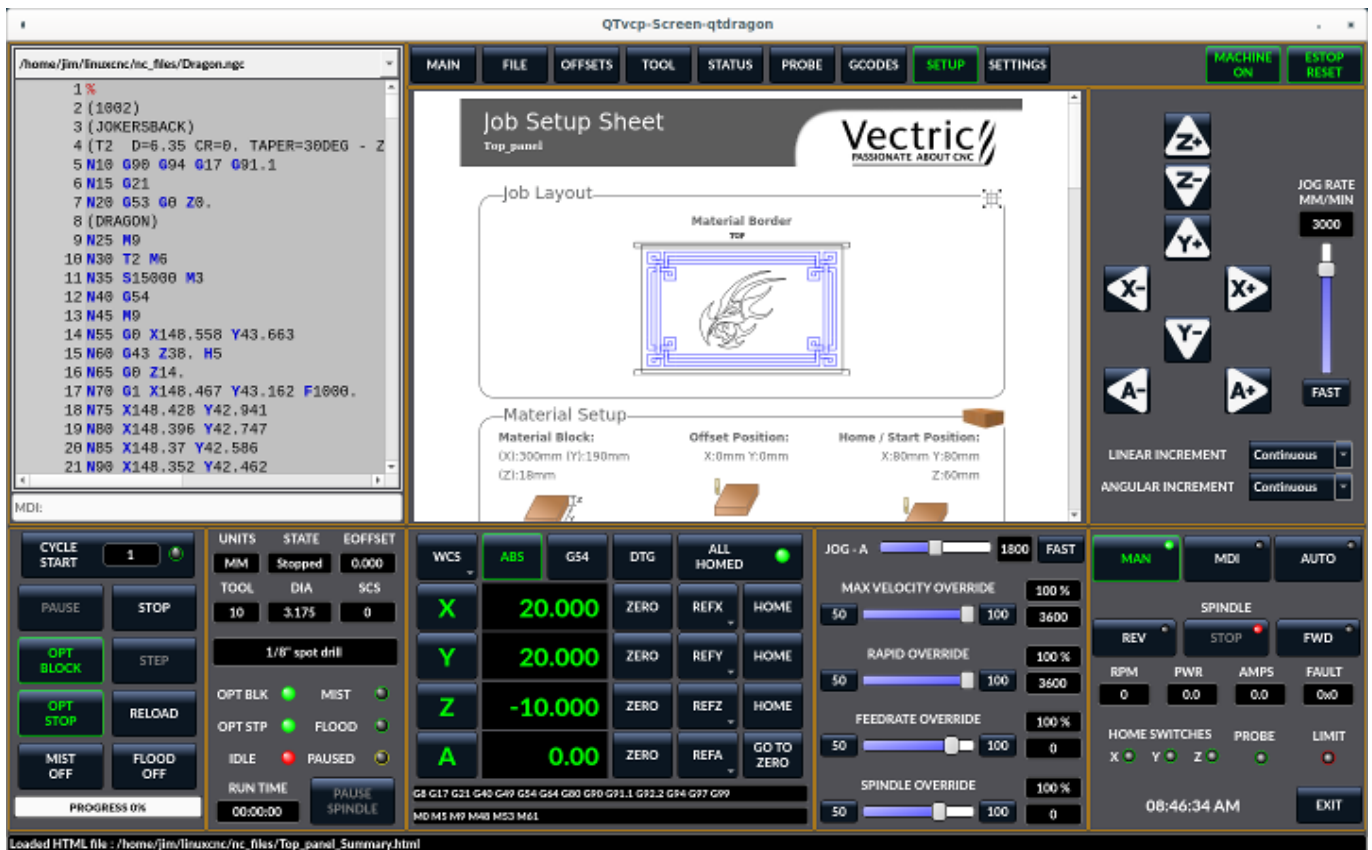 QTvcp-Screen-qtdragon
/home/jim/linuxcnc/nc_files/Dragon.ngc
1 %
2 (1002)
3 (JOKERSBACK)
4 (T2 D=6.35 CR=0. TAPER=30DEG - Z
5 N10 G90 G94 G17 G91.1
6 N15 G21
7 N20 G53 G0 Z0.
8 (DRAGON)
9 N25 M9
10 N30 T2 M6
11 N35 S15000 M3
12 N40 G54
13 N45 M9
14 N55 G0 X148.558 Y43.663
15 N60 G43 Z38. H5
16 N65 G0 Z14.
17 N70 G1 X148.467 Y43.162 F1000.
18 N75 X148.428 Y42.941
19 N80 X148.396 Y42.747
20 N85 X148.37 Y42.586
21 N90 X148.352 Y42.462
MDI:
MAIN FILE OFFSETS TOOL STATUS PROBE GCODES SETUP SETTINGS
MACHINE ON
ESTOP RESET
Job Setup Sheet
Top_panel
Vectric
PASSIONATE ABOUT CNC
Job Layout
Material Border
TOP
Material Setup
Material Block: Offset Position: Home / Start Position:
(X):300mm (Y):190mm X:0mm Y:0mm X:80mm Y:80mm
(Z):18mm Z:60mm
Z
Y
Z+
Z-
Y+
X- X+
Y-
A- A+
JOG RATE
MM/MIN
3000
FAST
LINEAR INCREMENT Continuous
ANGULAR INCREMENT Continuous
CYCLE START 1
PAUSE STOP
OPT BLOCK STEP
OPT STOP RELOAD
MIST OFF FLOOD OFF
PROGRESS 0%
UNITS STATE EOFFSET
MM Stopped 0.000
TOOL DIA SCS
10 3.175 0
1/8" spot drill
OPT BLK MIST
OPT STP FLOOD
IDLE PAUSED
RUN TIME
00:00:00
PAUSE SPINDLE
WCS ABS G54 DTG ALL HOMED
X 20.000 ZERO REFX HOME
Y 20.000 ZERO REFY HOME
Z -10.000 ZERO REFZ HOME
A 0.00 ZERO REFA GO TO ZERO
G8 G17 G21 G40 G49 G54 G64 G80 G90 G91.1 G92.2 G94 G97 G99
M0 M5 M9 M48 M53 M61
JOG - A 1800 FAST
MAX VELOCITY OVERRIDE 100 %
50 100 3600
RAPID OVERRIDE 100 %
50 100 3600
FEEDRATE OVERRIDE 100 %
50 100 0
SPINDLE OVERRIDE 100 %
50 100 0
MAN MDI AUTO
SPINDLE
REV STOP FWD
RPM PWR AMPS FAULT
0 0.0 0.0 0x0
HOME SWITCHES PROBE LIMIT
X Y Z
08:46:34 AM EXIT
Loaded HTML file : /home/jim/linuxcnc/nc_files/Top_panel_Summary.html